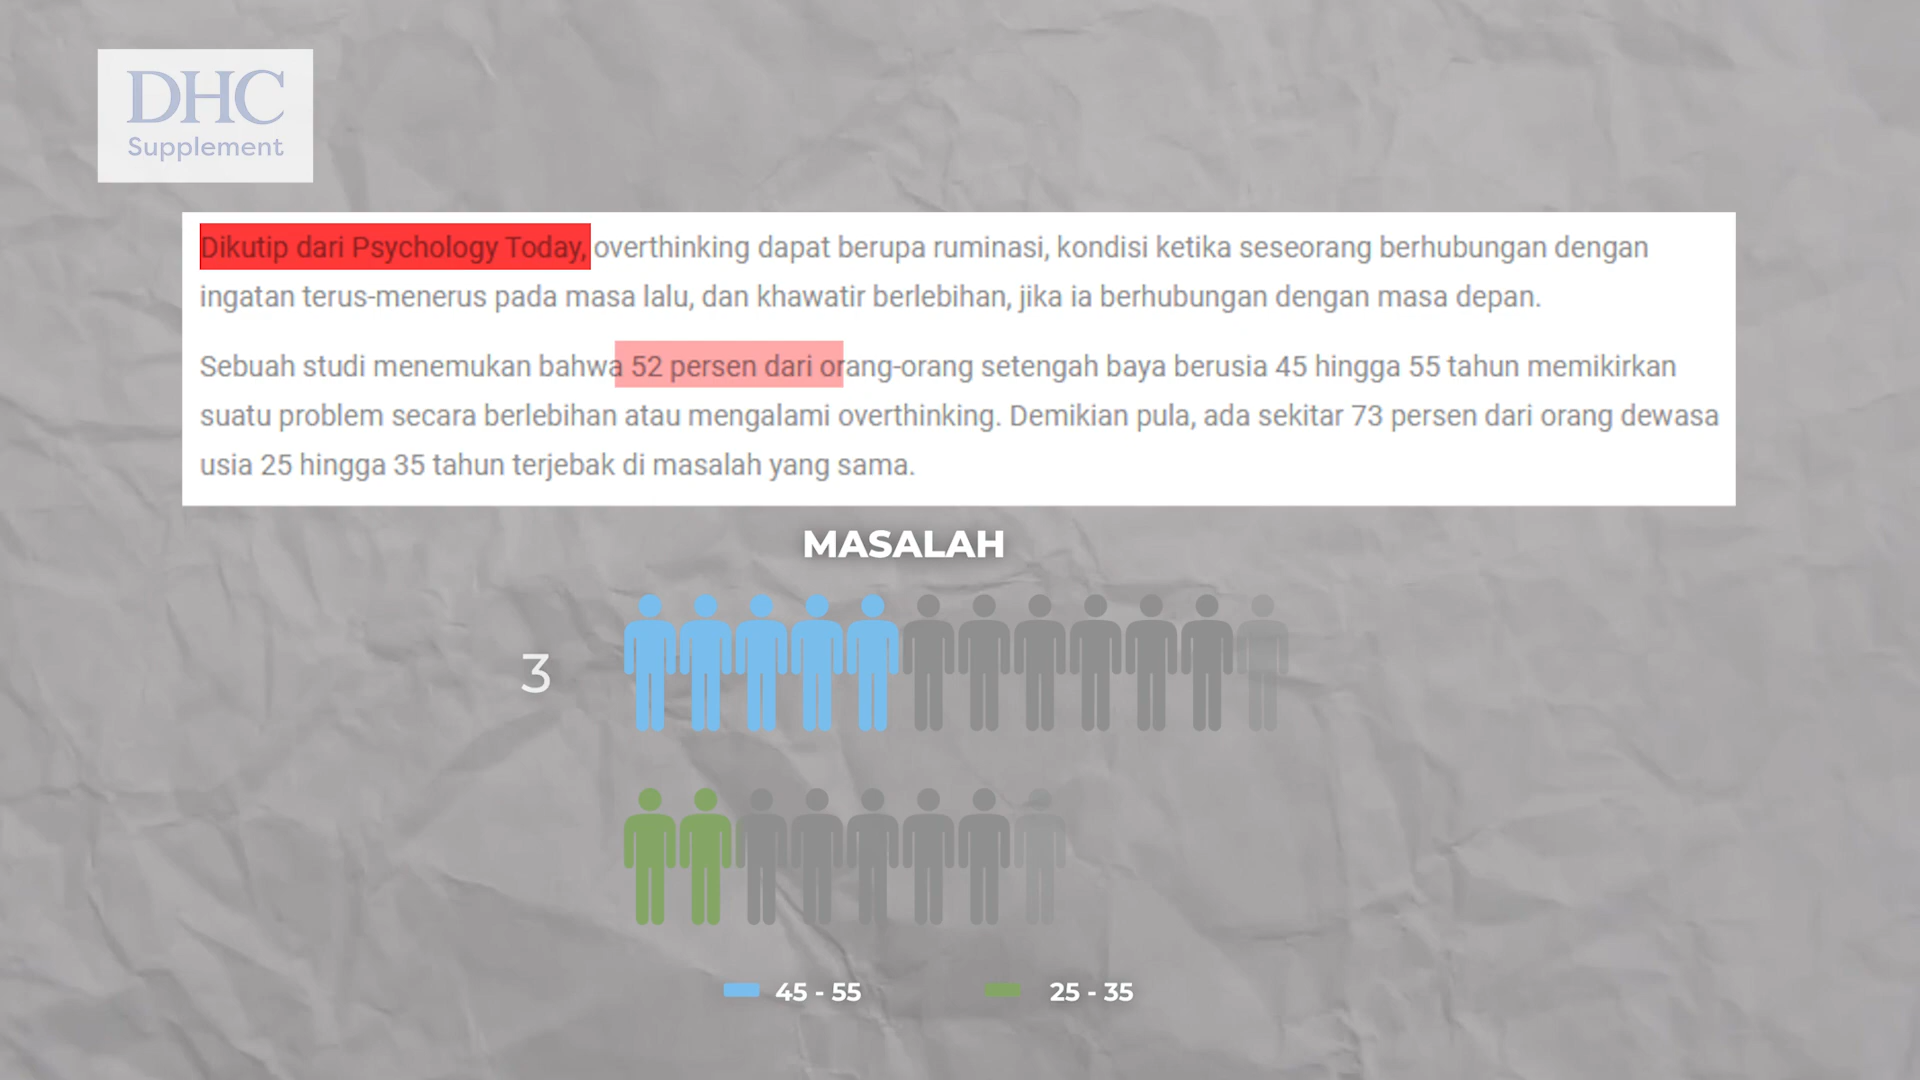 DHC
Supplement
Dikutip dari Psychology Today, overthinking dapat berupa ruminasi, kondisi ketika seseorang berhubungan dengan
ingatan terus-menerus pada masa lalu, dan khawatir berlebihan, jika ia berhubungan dengan masa depan.
Sebuah studi menemukan bahwa 52 persen dari orang-orang setengah baya berusia 45 hingga 55 tahun memikirkan
suatu problem secara berlebihan atau mengalami overthinking. Demikian pula, ada sekitar 73 persen dari orang dewasa
usia 25 hingga 35 tahun terjebak di masalah yang sama.
MASALAH
3
45 - 55
25 - 35